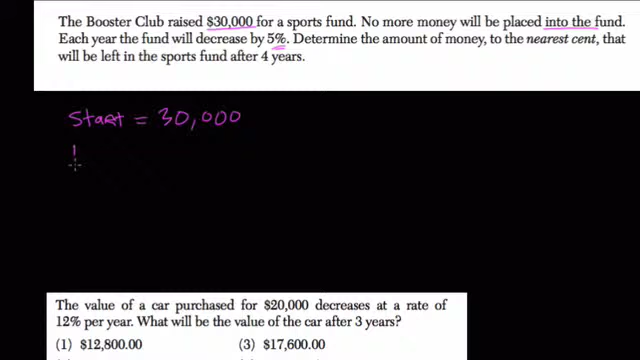 The Booster Club raised $30,000 for a sports fund. No more money will be placed into the fund.
Each year the fund will decrease by 5%. Determine the amount of money, to the nearest cent, that
will be left in the sports fund after 4 years.
Start = 30,000
The value of a car purchased for $20,000 decreases at a rate of
12% per year. What will be the value of the car after 3 years?
(1) $12,800.00 (3) $17,600.00